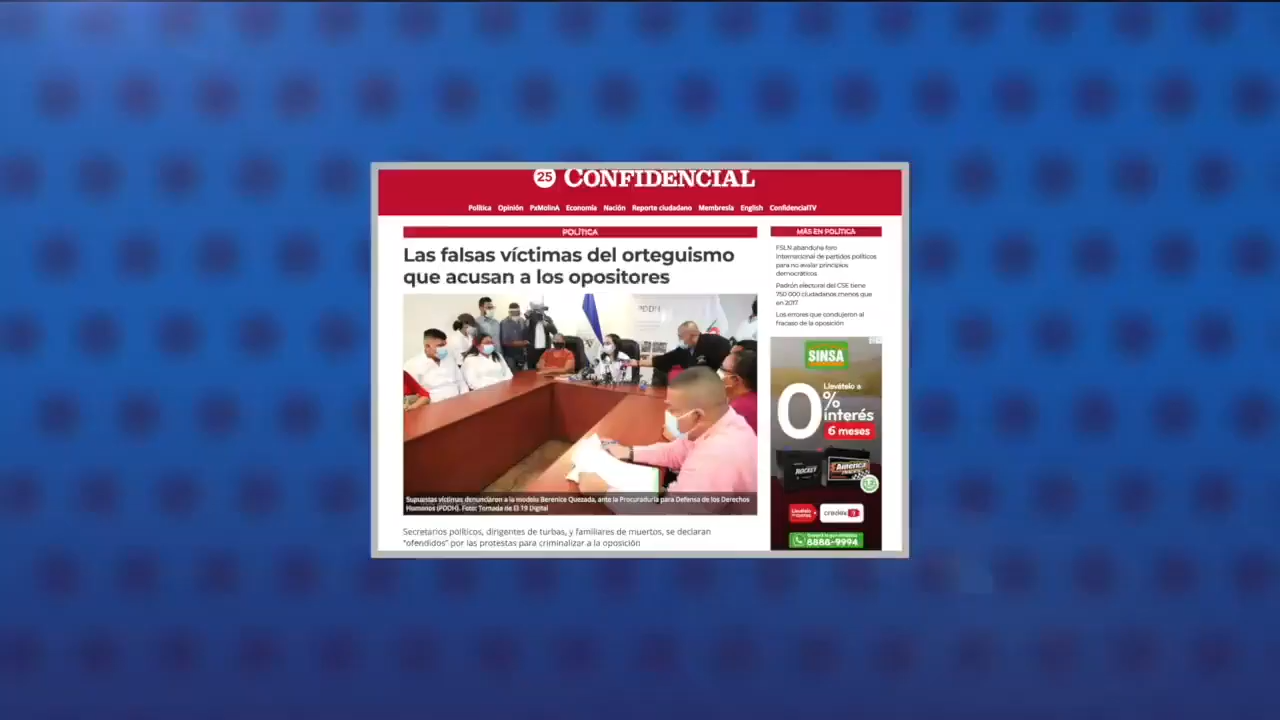 25 CONFIDENCIAL
Política Opinión PxMolinA Economía Nación Reporte ciudadano Membresía English ConfidencialTV
POLÍTICA
Las falsas víctimas del orteguismo
que acusan a los opositores
PDDH
Supuestas víctimas denunciaron a la modelo Berenice Quezada, ante la Procuraduría para Defensa de los Derechos
Humanos (PDDH). Foto: Tomada de El 19 Digital
Secretarios políticos, dirigentes de turbas, y familiares de muertos, se declaran
"ofendidos" por las protestas para criminalizar a la oposición
MÁS EN POLÍTICA
FSLN abandona foro
internacional de partidos políticos
para no avalar principios
democráticos
Padrón electoral del CSE tiene
750 000 ciudadanos menos que
en 2017
Los errores que condujeron al
fracaso de la oposición
SINSA
Llevételo a
0%
interés
6 meses
ROCKET
America
credex
8888-9994